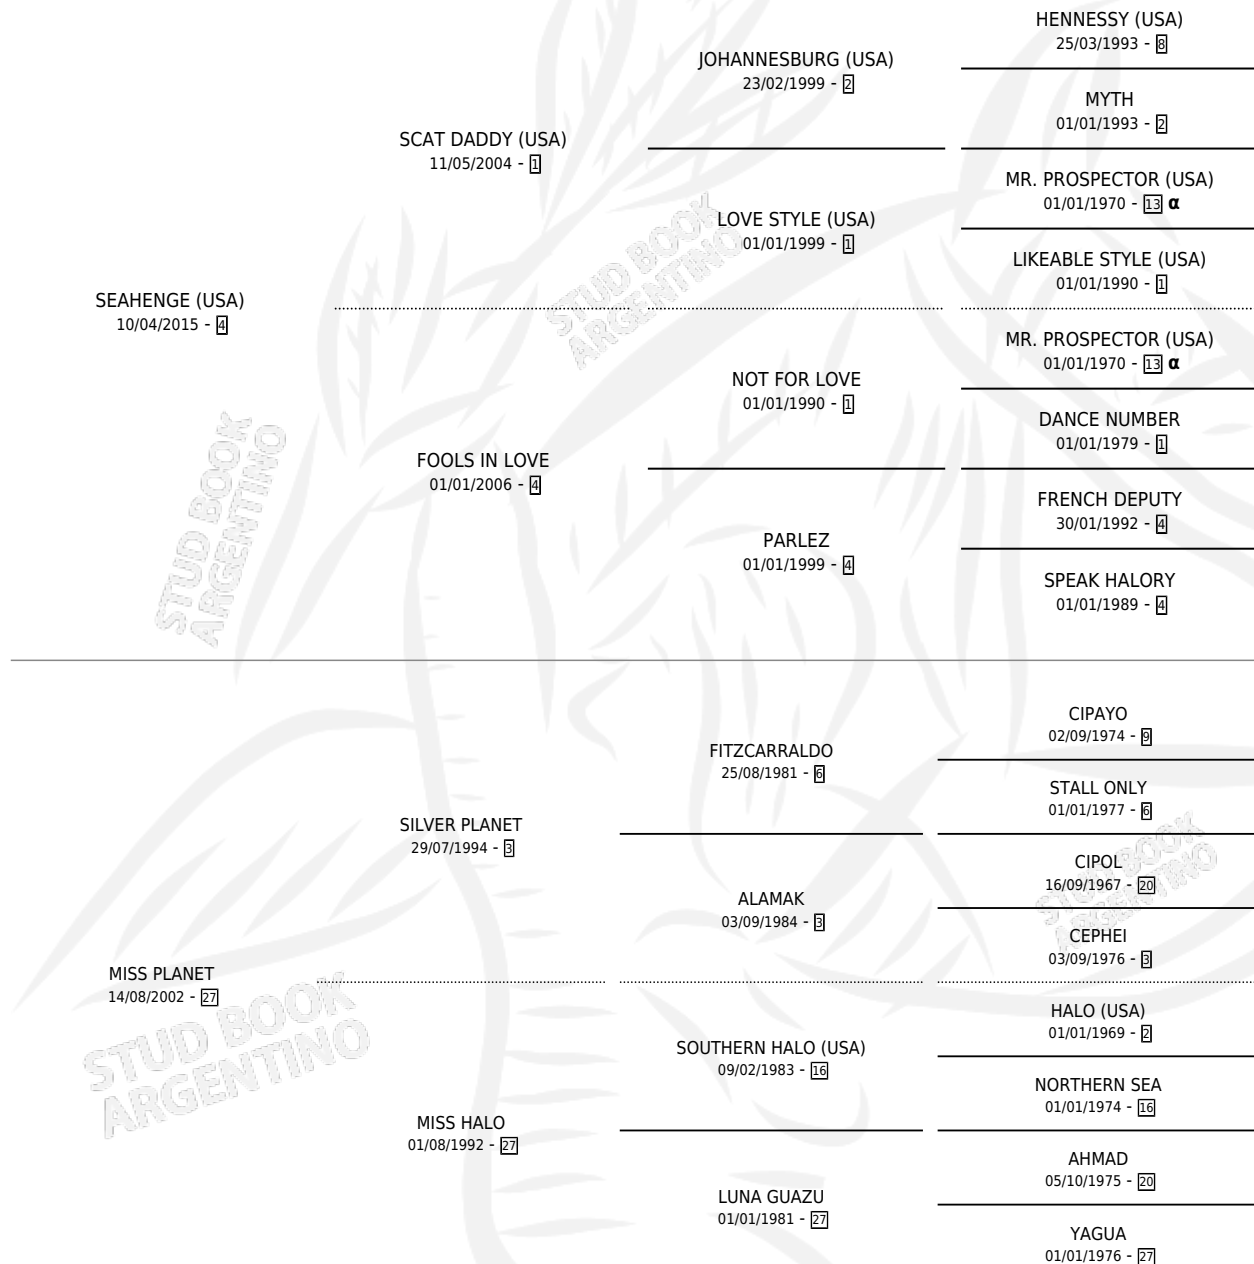 HENNESSY (USA)
25/03/1993 - 8
JOHANNESBURG (USA)
23/02/1999 - 2
MYTH
01/01/1993 - 2
SCAT DADDY (USA)
11/05/2004 - 1
MR. PROSPECTOR (USA)
01/01/1970 - 13 α
LOVE STYLE (USA)
01/01/1999 - 1
LIKEABLE STYLE (USA)
01/01/1990 - 1
SEAHENGE (USA)
10/04/2015 - 4
MR. PROSPECTOR (USA)
01/01/1970 - 13 α
NOT FOR LOVE
01/01/1990 - 1
DANCE NUMBER
01/01/1979 - 1
FOOLS IN LOVE
01/01/2006 - 4
FRENCH DEPUTY
30/01/1992 - 4
PARLEZ
01/01/1999 - 4
SPEAK HALORY
01/01/1989 - 4
CIPAYO
02/09/1974 - 9
FITZCARRALDO
25/08/1981 - 6
STALL ONLY
01/01/1977 - 6
SILVER PLANET
29/07/1994 - 3
CIPOL
16/09/1967 - 20
ALAMAK
03/09/1984 - 3
CEPHEI
03/09/1976 - 3
MISS PLANET
14/08/2002 - 27
HALO (USA)
01/01/1969 - 2
SOUTHERN HALO (USA)
09/02/1983 - 16
NORTHERN SEA
01/01/1974 - 16
MISS HALO
01/08/1992 - 27
AHMAD
05/10/1975 - 20
LUNA GUAZU
01/01/1981 - 27
YAGUA
01/01/1976 - 27
STUD BOOK
ARGENTINO
STUD BOOK
ARGENTINO
STUD BOOK
ARGENTINO
STUD BOOK
ARGENTINO